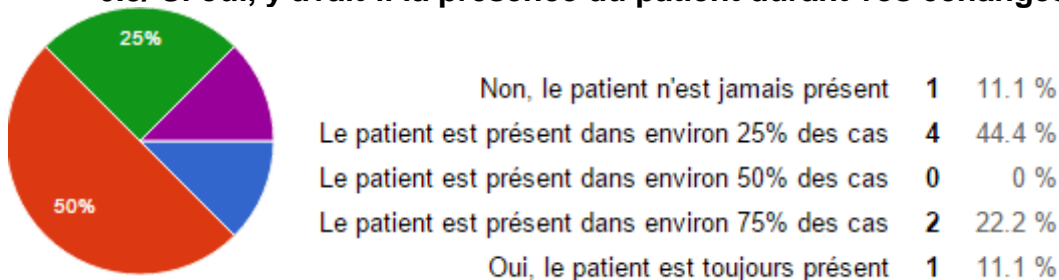 25%
50%
Non, le patient n'est jamais présent 1 11.1 %
Le patient est présent dans environ 25% des cas 4 44.4 %
Le patient est présent dans environ 50% des cas 0 0 %
Le patient est présent dans environ 75% des cas 2 22.2 %
Oui, le patient est toujours présent 1 11.1 %